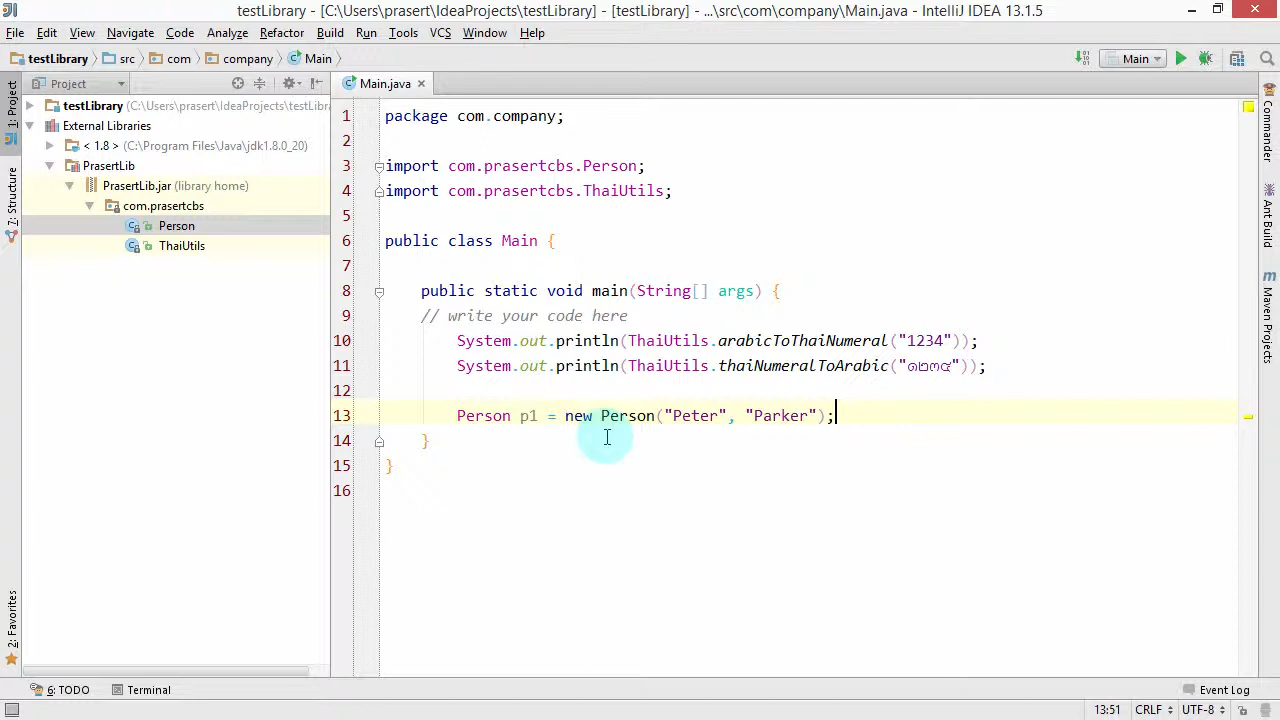 testLibrary - [C:\Users\prasert\IdeaProjects\testLibrary] - [testLibrary] - ...\src\com\company\Main.java - IntelliJ IDEA 13.1.5
File Edit View Navigate Code Analyze Refactor Build Run Tools VCS Window Help
testLibrary src com company Main
Main
Project
Main.java
1: Project
7: Structure
2: Favorites
testLibrary (C:\Users\prasert\IdeaProjects\testLibra
External Libraries
< 1.8 > (C:\Program Files\Java\jdk1.8.0_20)
PrasertLib
PrasertLib.jar (library home)
com.prasertcbs
Person
ThaiUtils
1 package com.company;
2
3 import com.prasertcbs.Person;
4 import com.prasertcbs.ThaiUtils;
5
6 public class Main {
7
8 public static void main(String[] args) {
9 // write your code here
10 System.out.println(ThaiUtils.arabicToThaiNumeral("1234"));
11 System.out.println(ThaiUtils.thaiNumeralToArabic("๑๒๓๔"));
12
13 Person p1 = new Person("Peter", "Parker");
14 }
15 }
16
Commander
Ant Build
Maven Projects
6: TODO Terminal Event Log
13:51 CRLF UTF-8